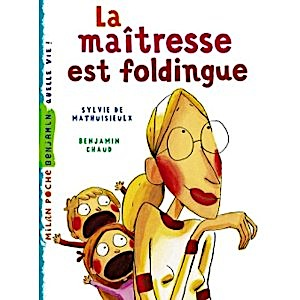 La
maîtresse
est foldingue
SYLVIE DE
MATHUISIEULX
BENJAMIN
CHAUD
MILAN POCHE BENJAMIN QUELLE VIE !